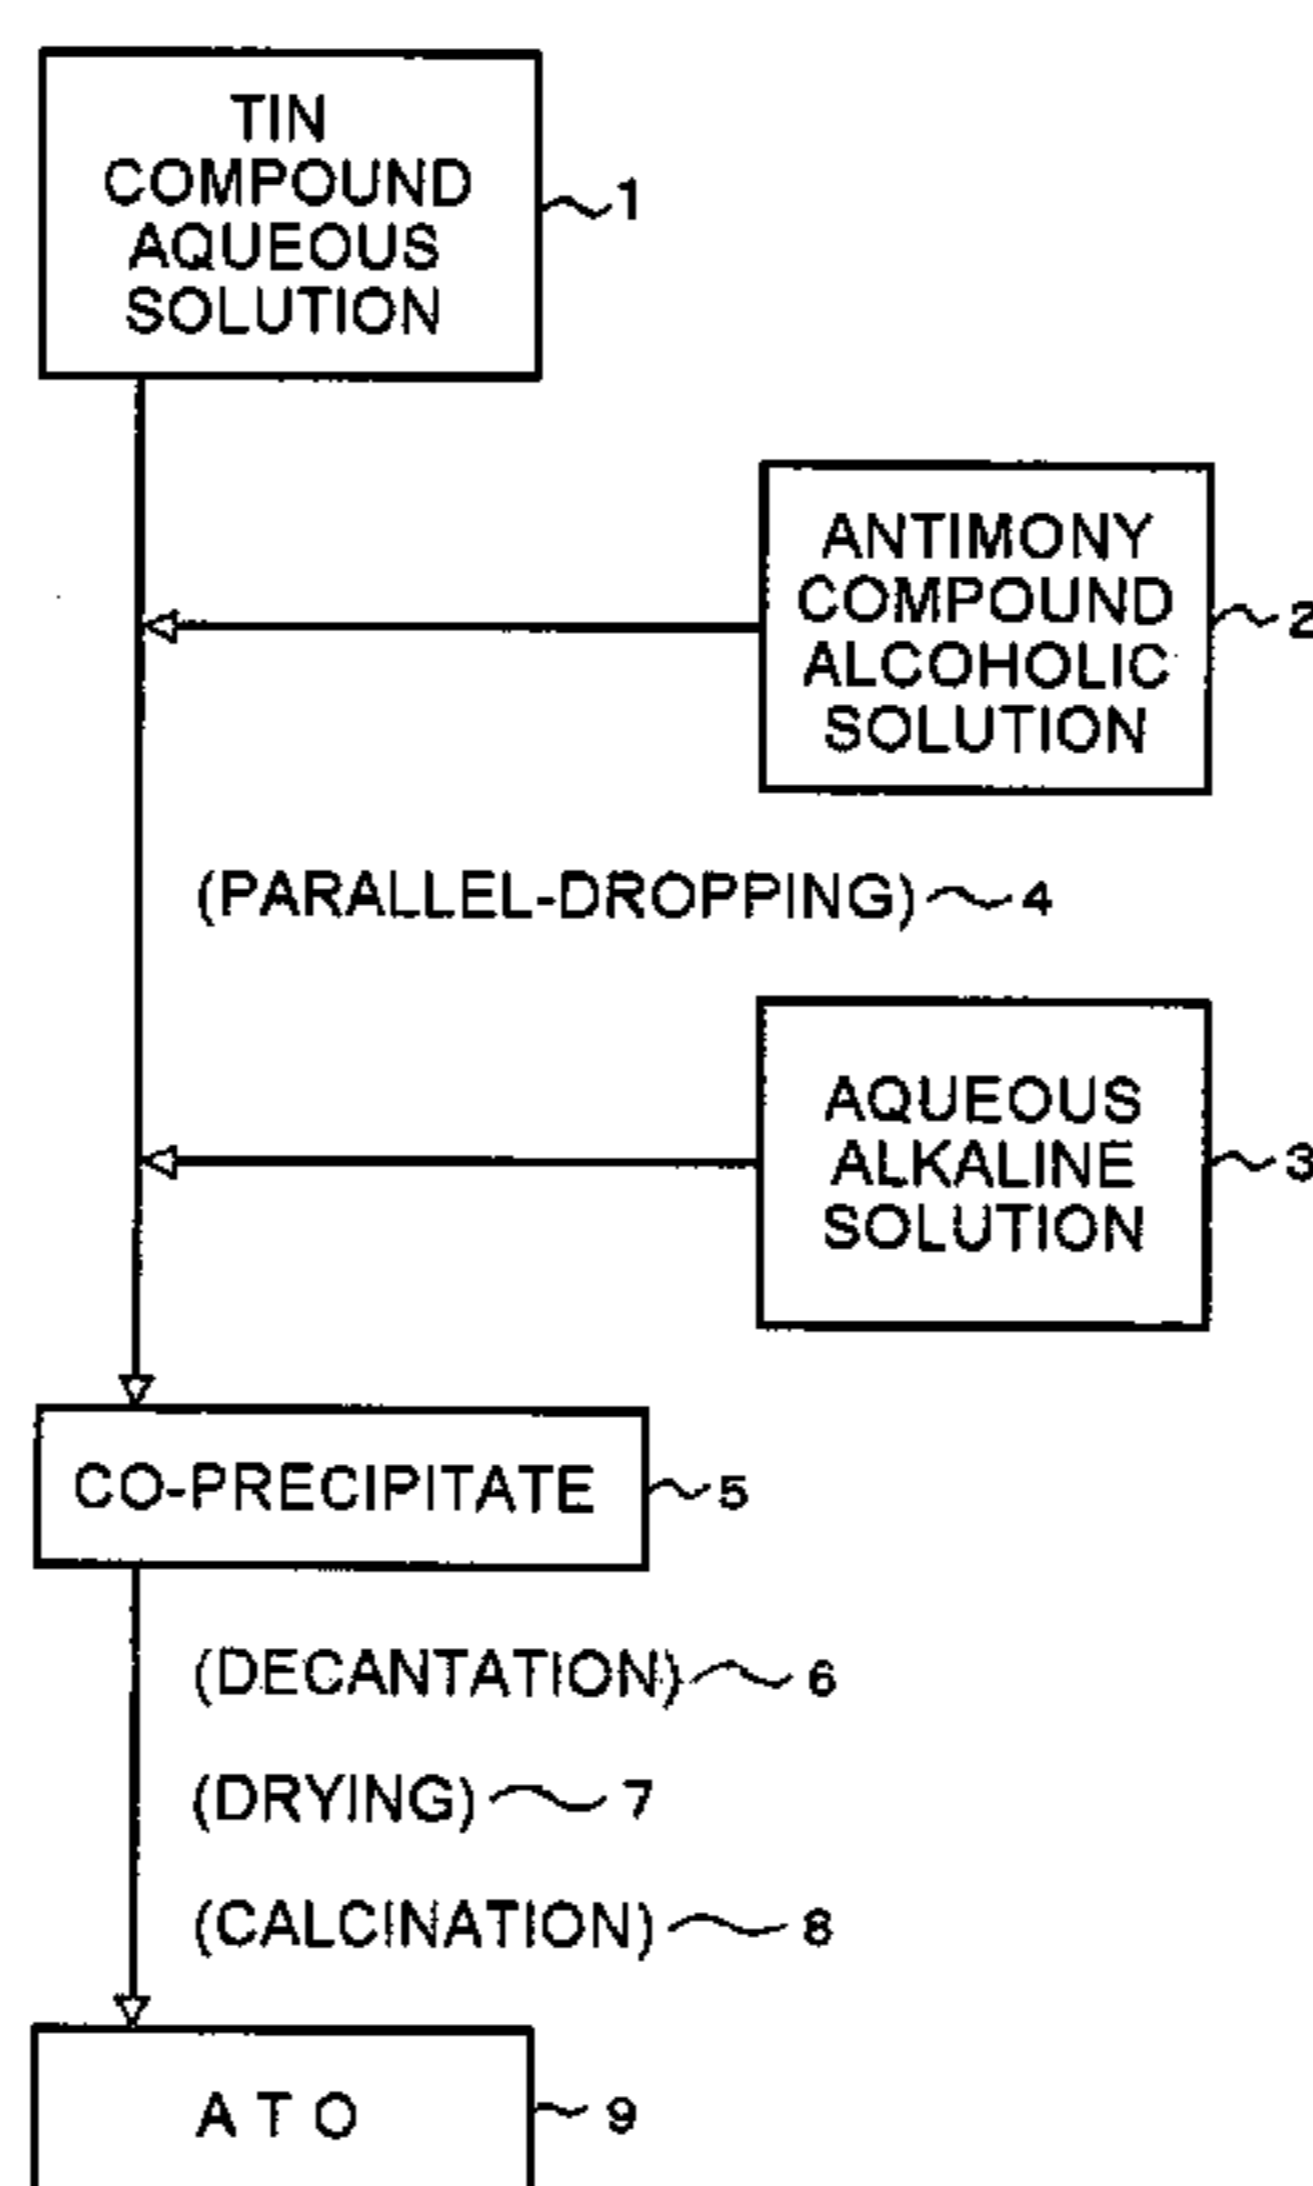 TIN
COMPOUND
AQUEOUS
SOLUTION
1
ANTIMONY
COMPOUND
ALCOHOLIC
SOLUTION
2
(PARALLEL-DROPPING)
4
AQUEOUS
ALKALINE
SOLUTION
3
CO-PRECIPITATE
5
(DECANTATION)
6
(DRYING)
7
(CALCINATION)
8
A T O
9